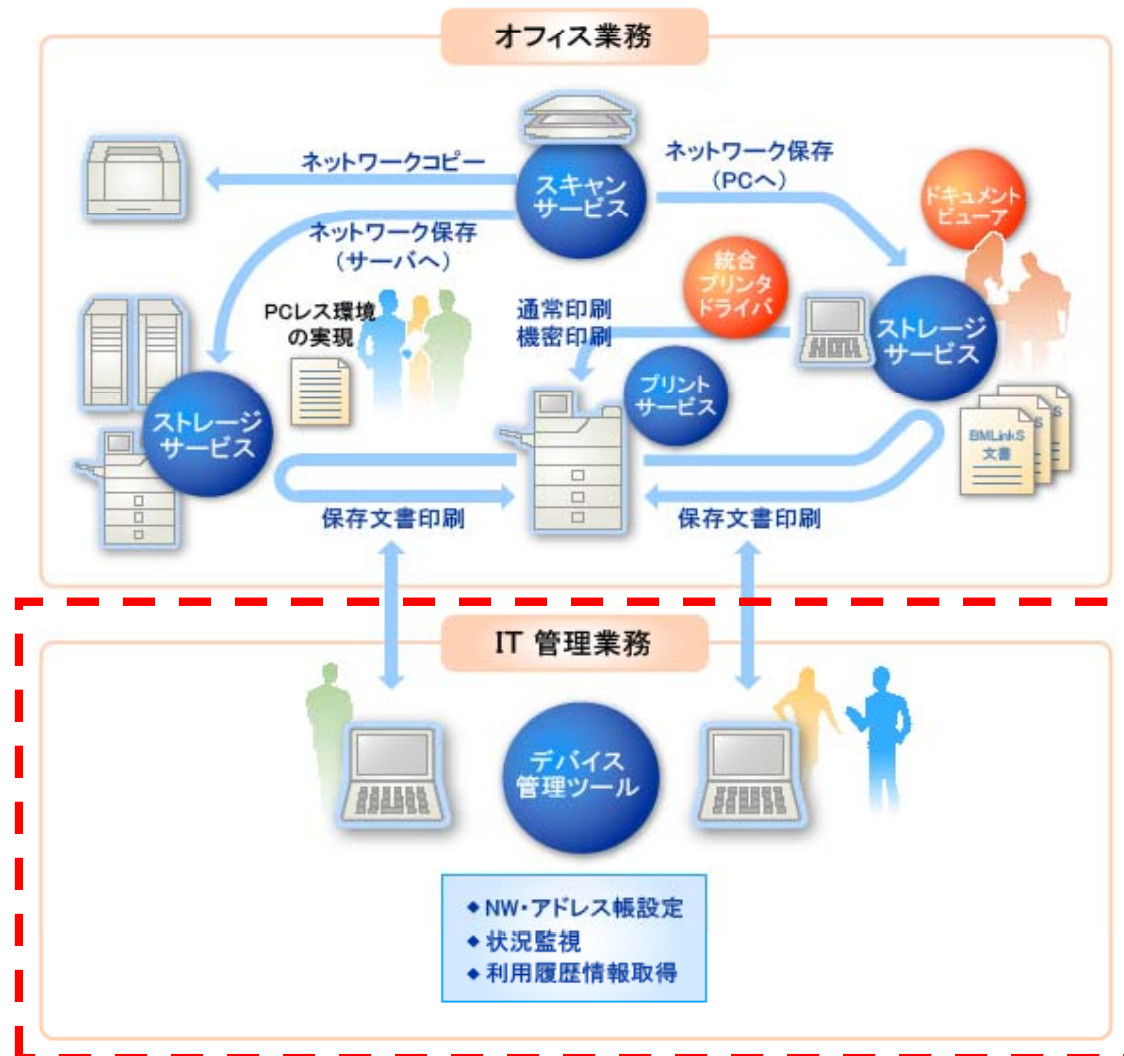 オフィス業務
ネットワークコピー
スキャン
サービス
ネットワーク保存
(PCへ)
ドキュメント
ビューア
ネットワーク保存
(サーバへ)
統合
プリンタ
ドライバ
PCレス環境
の実現
通常印刷
機密印刷
ストレージ
サービス
プリント
サービス
ストレージ
サービス
BMLinkS
文書
S
S
保存文書印刷
保存文書印刷
IT 管理業務
デバイス
管理ツール
◆NW・アドレス帳設定
◆状況監視
◆利用履歴情報取得